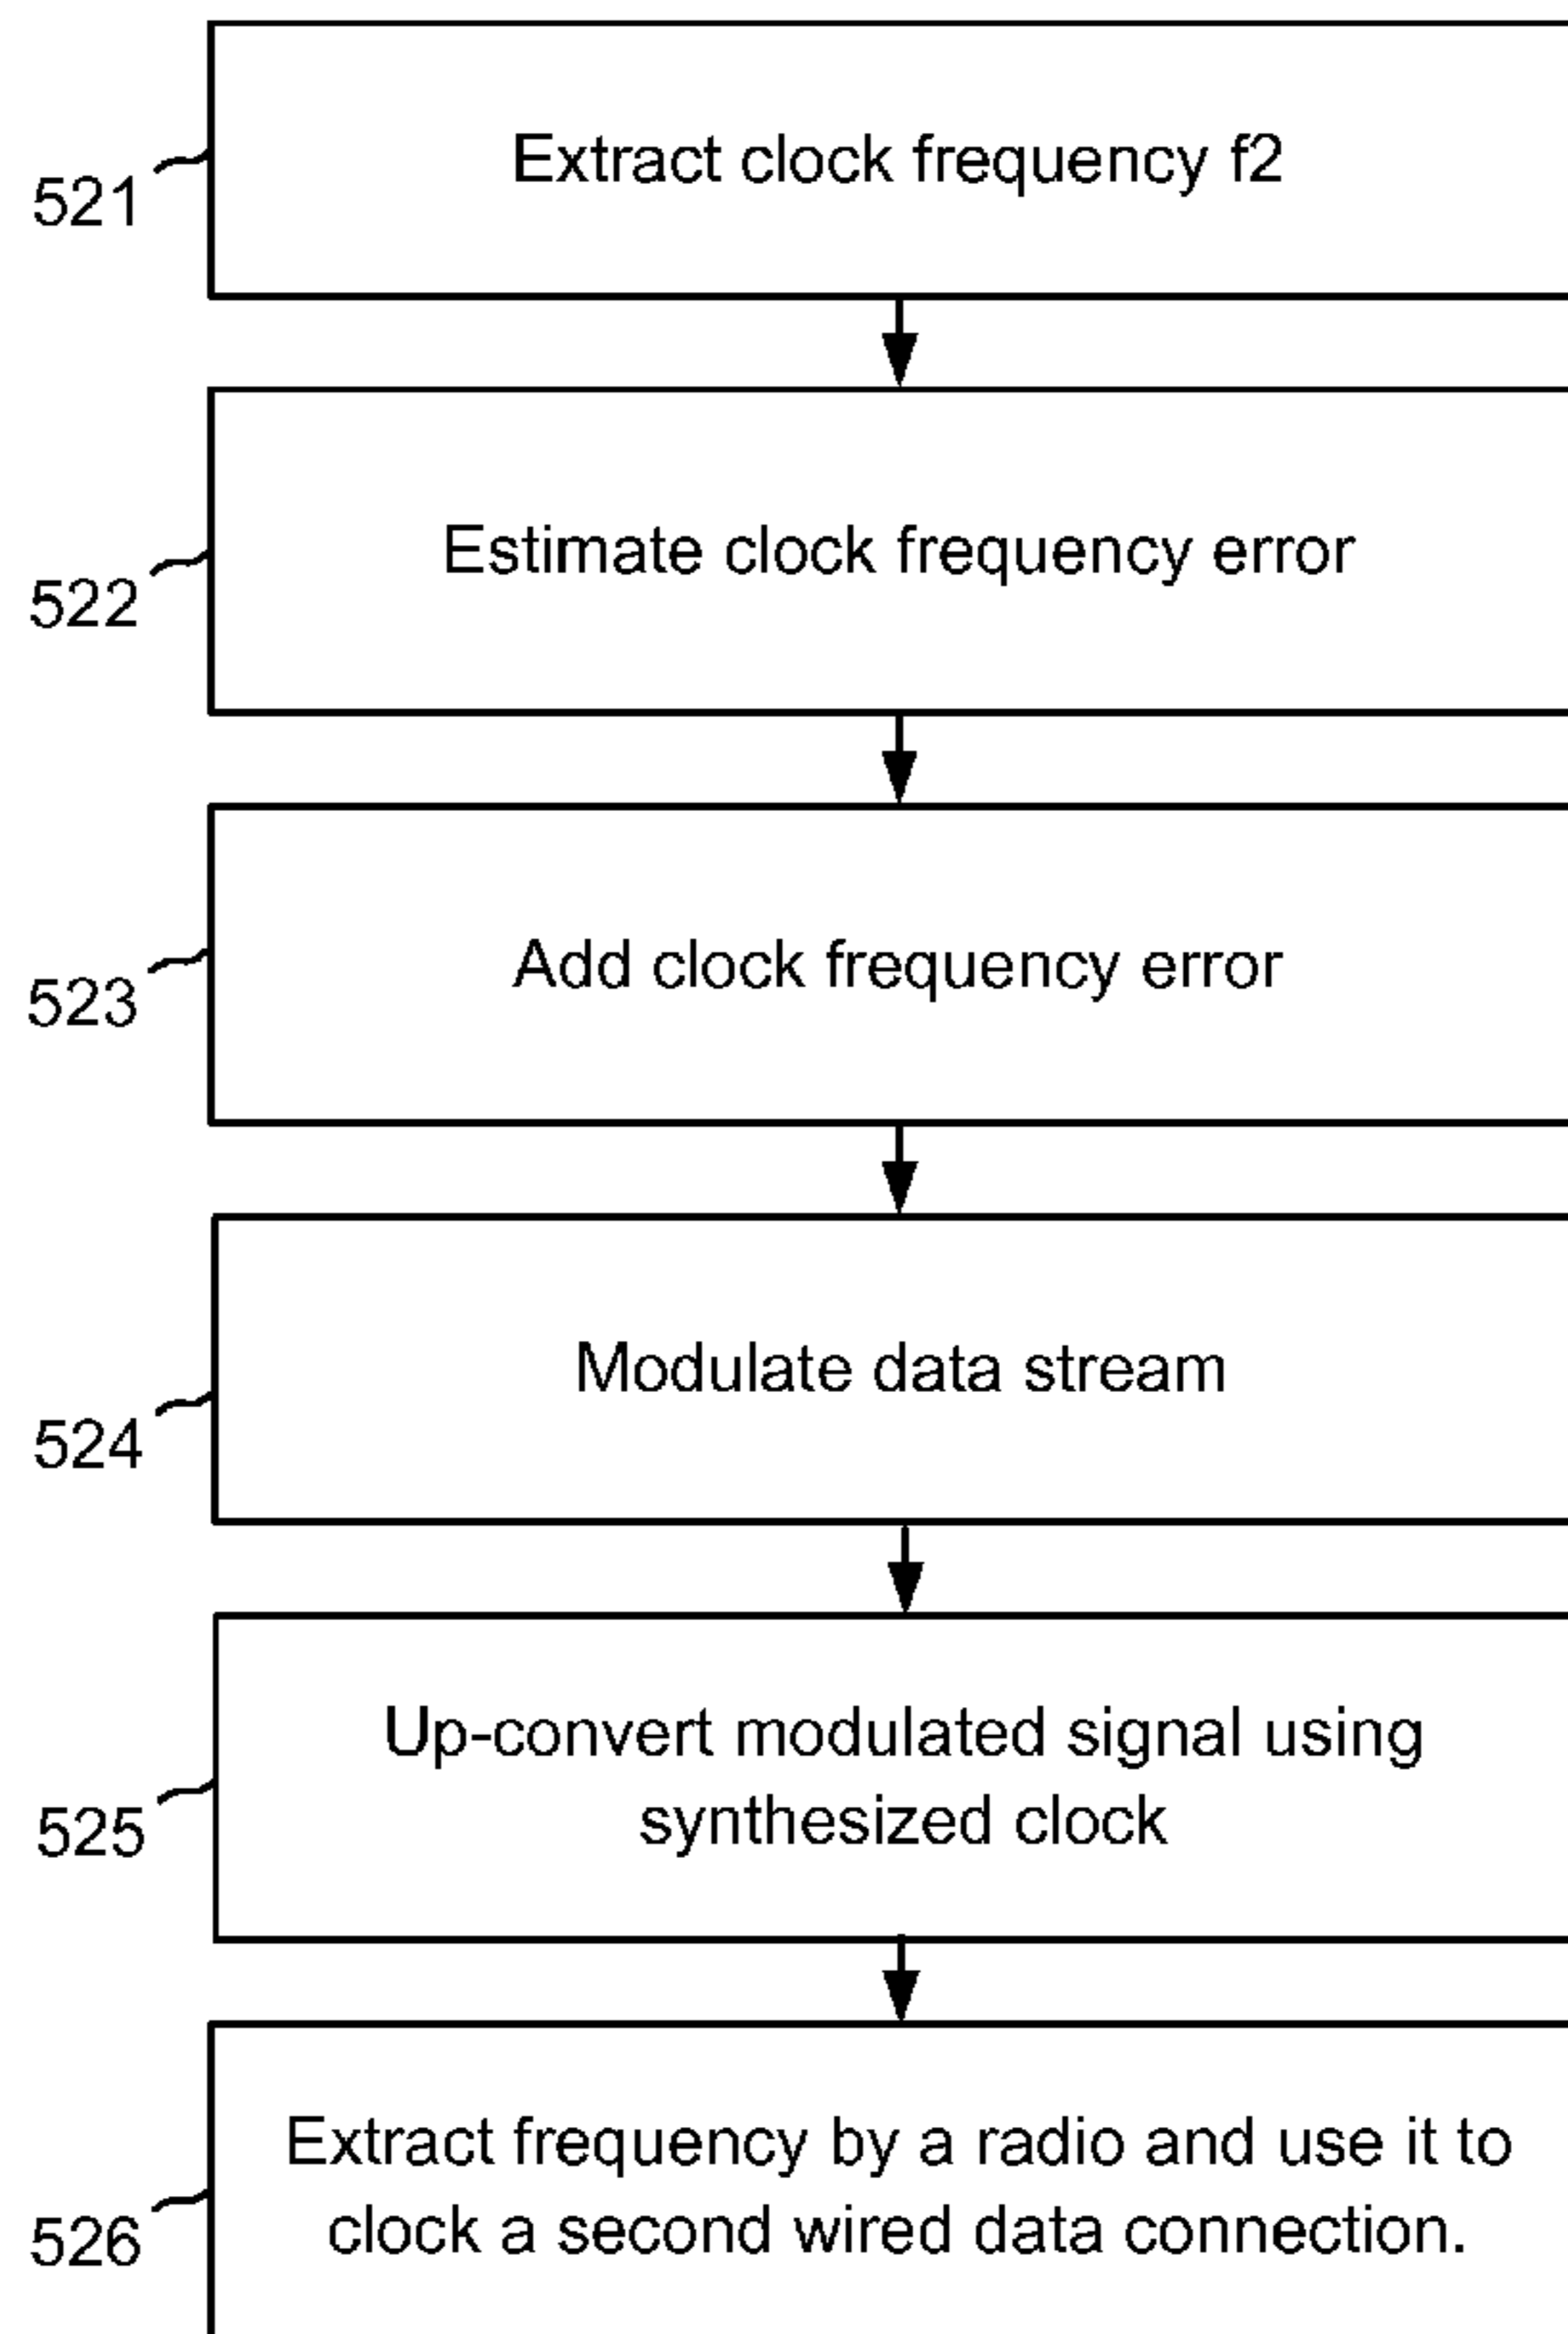 Extract clock frequency f2
521
Estimate clock frequency error
522
Add clock frequency error
523
Modulate data stream
524
Up-convert modulated signal using
synthesized clock
525
Extract frequency by a radio and use it to
clock a second wired data connection.
526